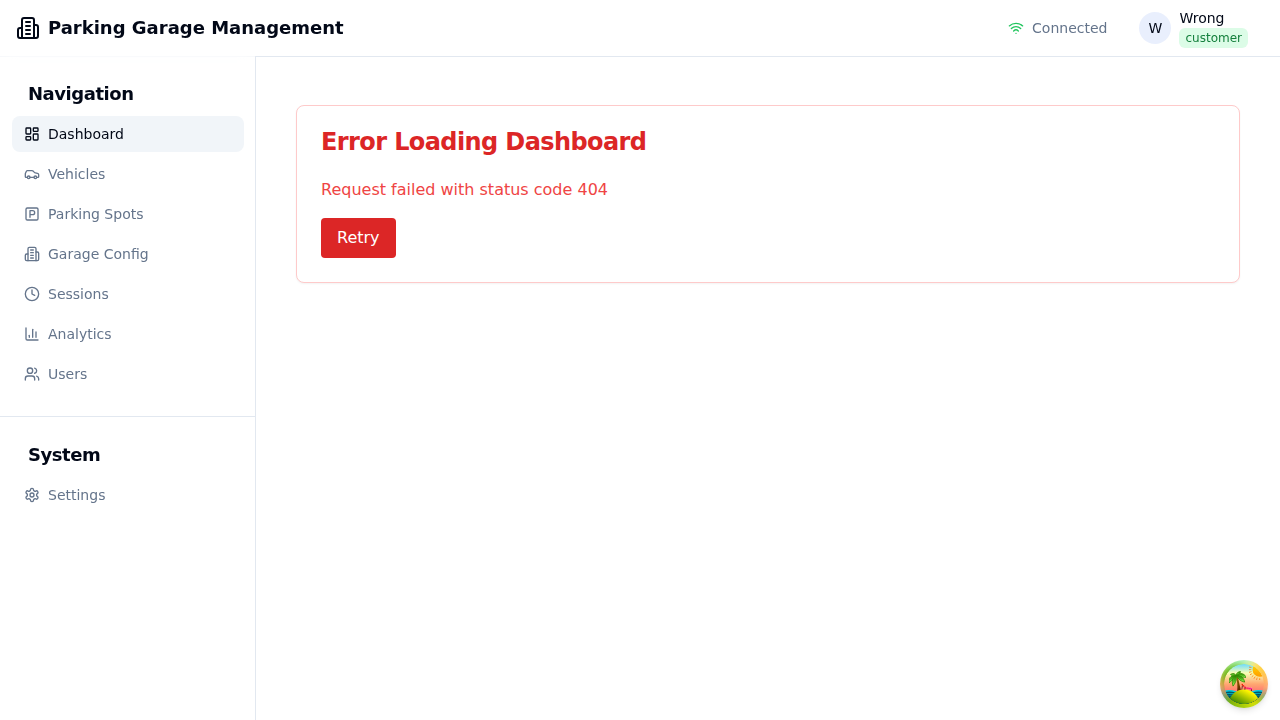 Parking Garage Management
Connected
W
Wrong
customer
Navigation
Dashboard
Vehicles
Parking Spots
Garage Config
Sessions
Analytics
Users
System
Settings
Error Loading Dashboard
Request failed with status code 404
Retry